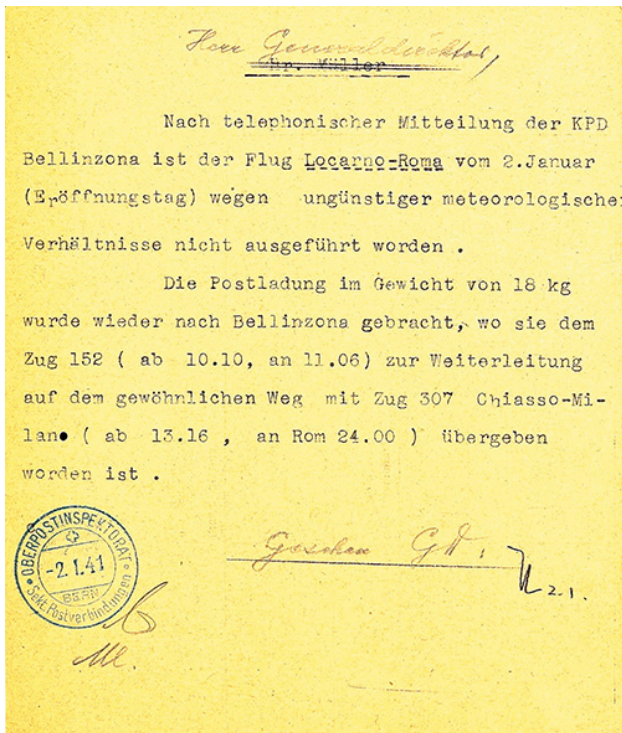 Herr Generaldirektor,
Hr. Müller
Nach telephonischer Mitteilung der KPD
Bellinzona ist der Flug Locarno-Roma vom 2.Januar
(Eröffnungstag) wegen ungünstiger meteorologische
Verhältnisse nicht ausgeführt worden .
Die Postladung im Gewicht von 18 kg
wurde wieder nach Bellinzona gebracht, wo sie dem
Zug 152 ( ab 10.10, an 11.06) zur Weiterleitung
auf dem gewöhnlichen Weg mit Zug 307 Chiasso-Mi-
lano ( ab 13.16 , an Rom 24.00 ) übergeben
worden ist .
OBERPOSTINSPEKTORAT
-2.1.41
BERN
Sekt. Postverbindungen
Gesehen GD:
2.1.